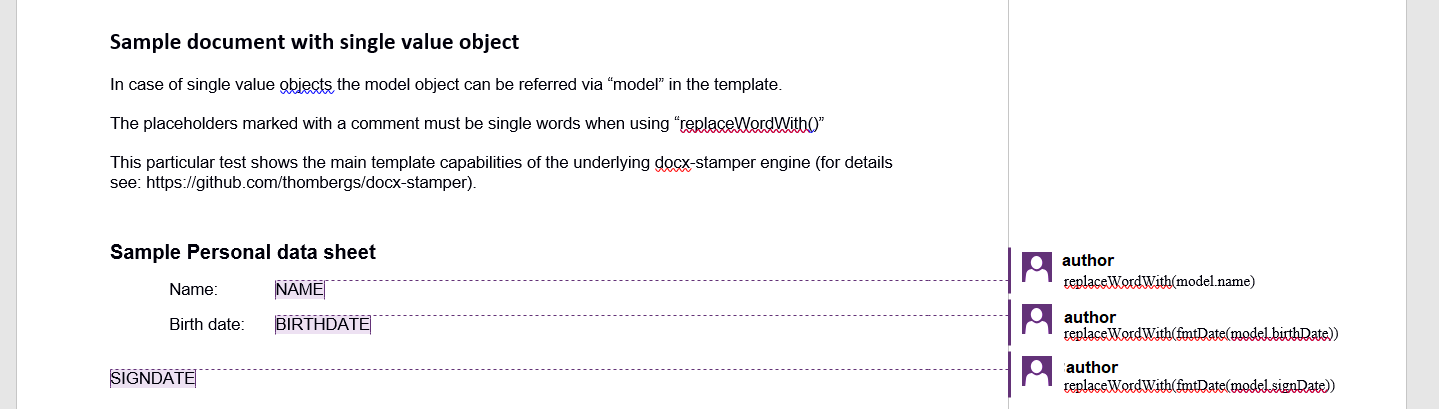 Sample document with single value object
In case of single value objects the model object can be referred via “model” in the template.
The placeholders marked with a comment must be single words when using “replaceWordWith()”
This particular test shows the main template capabilities of the underlying docx-stamper engine (for details
see: https://github.com/thombergs/docx-stamper).
Sample Personal data sheet
author
Name: NAME
replaceWordWith(model.name)
Birth date: BIRTHDATE
author
replaceWordWith(fmtDate(model.birthDate))
SIGNDATE
author
replaceWordWith(fmtDate(model.signDate))